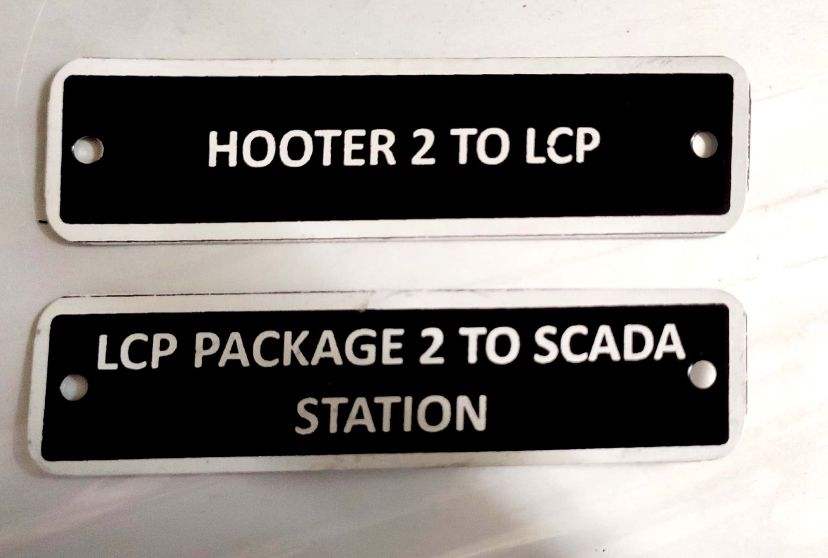 HOOTER 2 TO LCP
LCP PACKAGE 2 TO SCADA
STATION